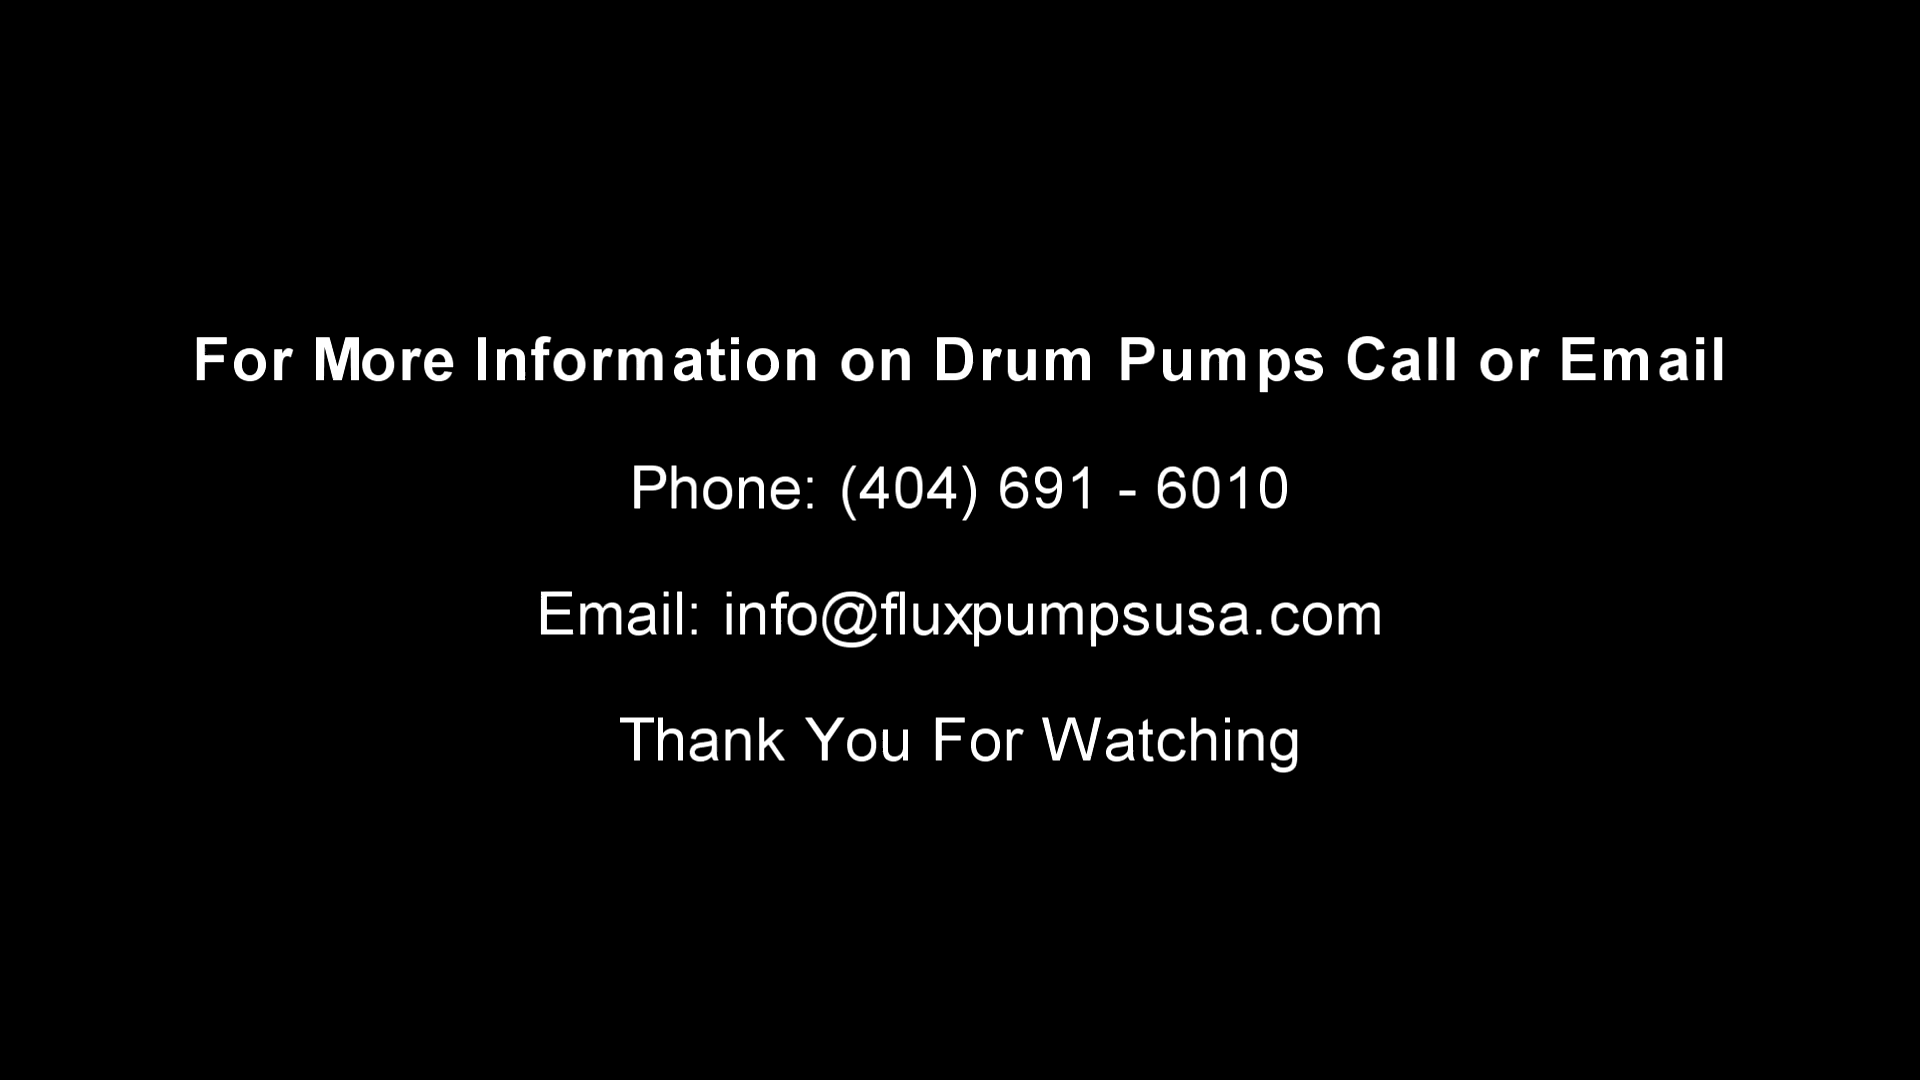 For More Information on Drum Pumps Call or Email
Phone: (404) 691 - 6010
Email: info@fluxpumpsusa.com
Thank You For Watching